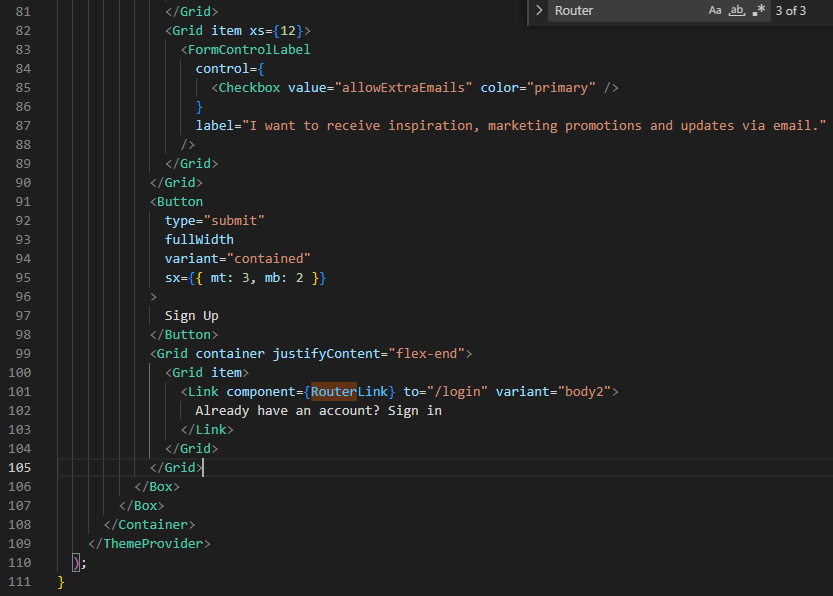 Router Aa ab .* 3 of 3
81 </Grid>
82 <Grid item xs={12}>
83 <FormControlLabel
84 control={
85 <Checkbox value="allowExtraEmails" color="primary" />
86 }
87 label="I want to receive inspiration, marketing promotions and updates via email."
88 />
89 </Grid>
90 </Grid>
91 <Button
92 type="submit"
93 fullWidth
94 variant="contained"
95 sx={{ mt: 3, mb: 2 }}
96 >
97 Sign Up
98 </Button>
99 <Grid container justifyContent="flex-end">
100 <Grid item>
101 <Link component={RouterLink} to="/login" variant="body2">
102 Already have an account? Sign in
103 </Link>
104 </Grid>
105 </Grid>
106 </Box>
107 </Box>
108 </Container>
109 </ThemeProvider>
110 );
111 }